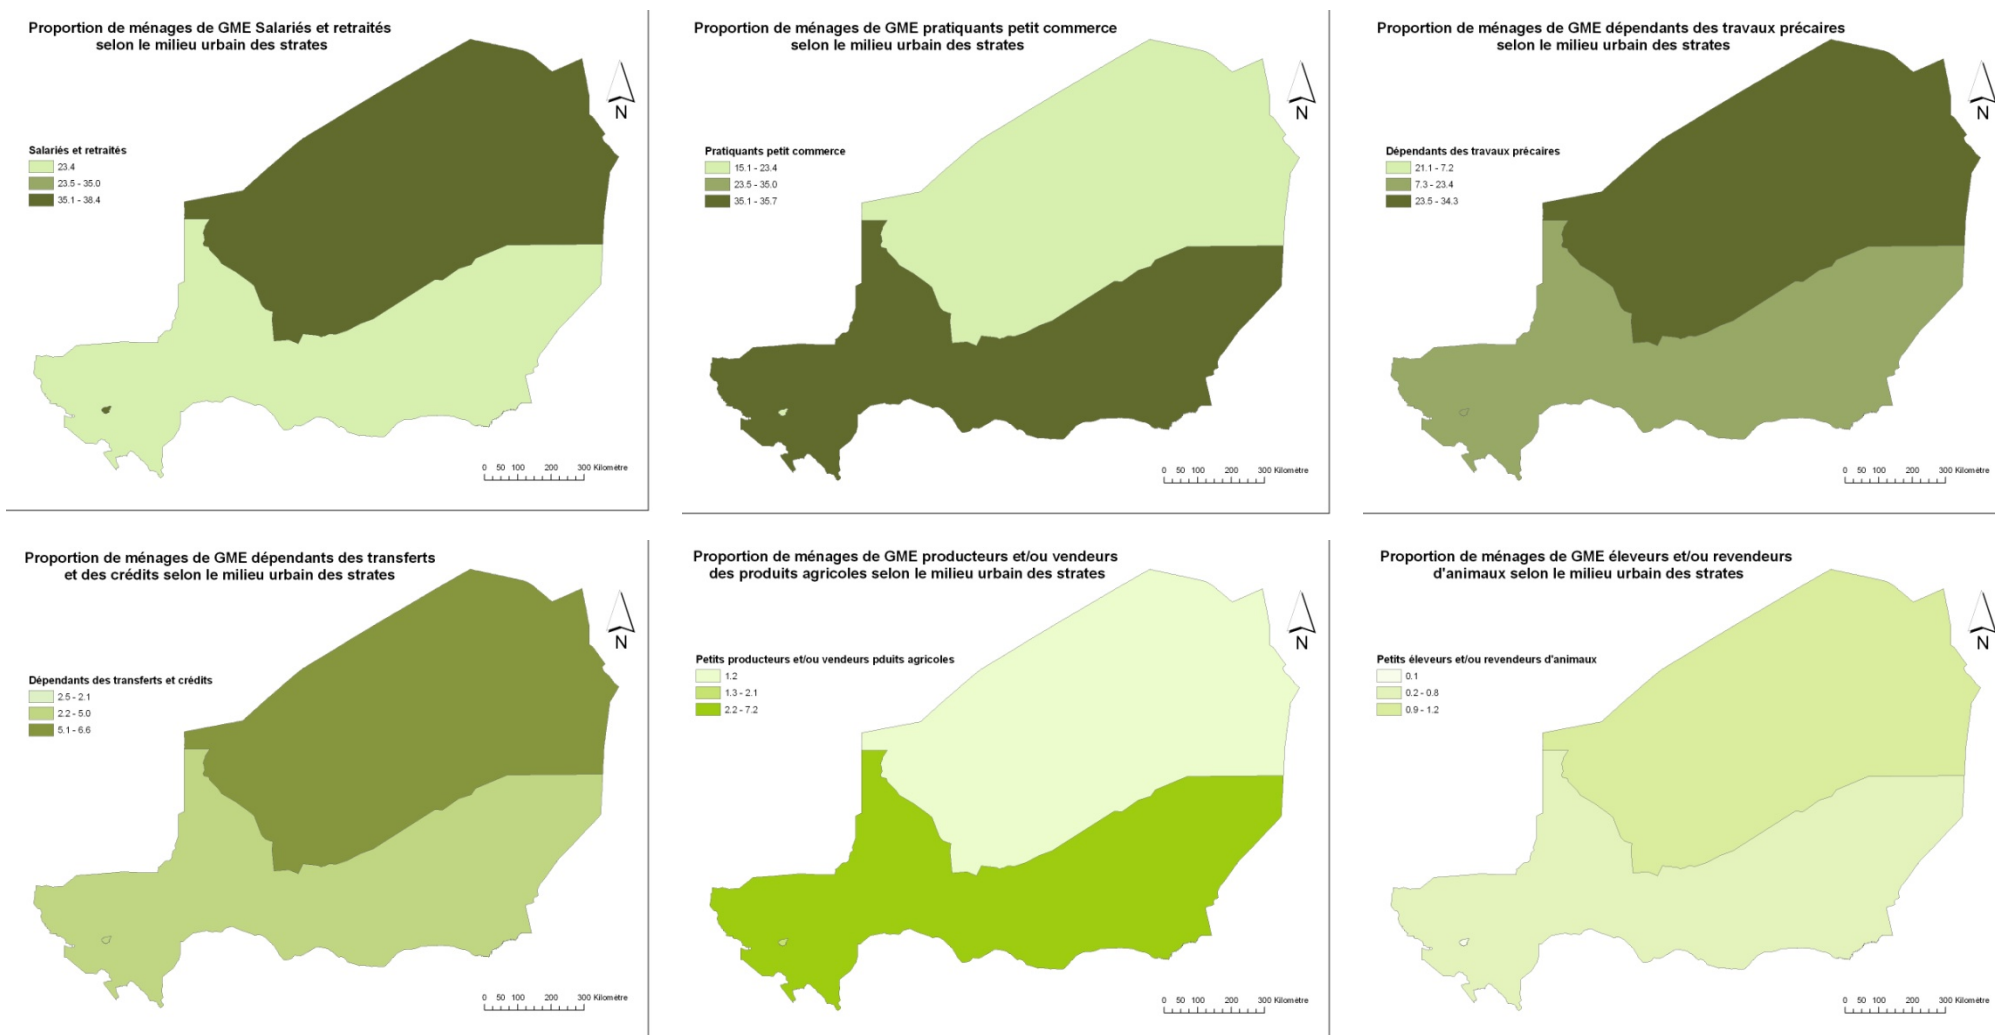 Proportion de ménages de GME Salariés et retraités
selon le milieu urbain des strates
N
Salariés et retraités
23.4
23.5 - 35.0
35.1 - 38.4
0 50 100 200 300 Kilomètre
Proportion de ménages de GME pratiquants petit commerce
selon le milieu urbain des strates
N
Pratiquants petit commerce
15.1 - 23.4
23.5 - 35.0
35.1 - 35.7
0 50 100 200 300 Kilomètre
Proportion de ménages de GME dépendants des travaux précaires
selon le milieu urbain des strates
N
Dépendants des travaux précaires
21.1 - 7.2
7.3 - 23.4
23.5 - 34.3
0 50 100 200 300 Kilomètre
Proportion de ménages de GME dépendants des transferts
et des crédits selon le milieu urbain des strates
N
Dépendants des transferts et crédits
2.5 - 2.1
2.2 - 5.0
5.1 - 6.6
0 50 100 200 300 Kilomètre
Proportion de ménages de GME producteurs et/ou vendeurs
des produits agricoles selon le milieu urbain des strates
N
Petits producteurs et/ou vendeurs pduits agricoles
1.2
1.3 - 2.1
2.2 - 7.2
0 50 100 200 300 Kilomètre
Proportion de ménages de GME éleveurs et/ou revendeurs
d'animaux selon le milieu urbain des strates
N
Petits éleveurs et/ou revendeurs d'animaux
0.1
0.2 - 0.8
0.9 - 1.2
0 50 100 200 300 Kilomètre